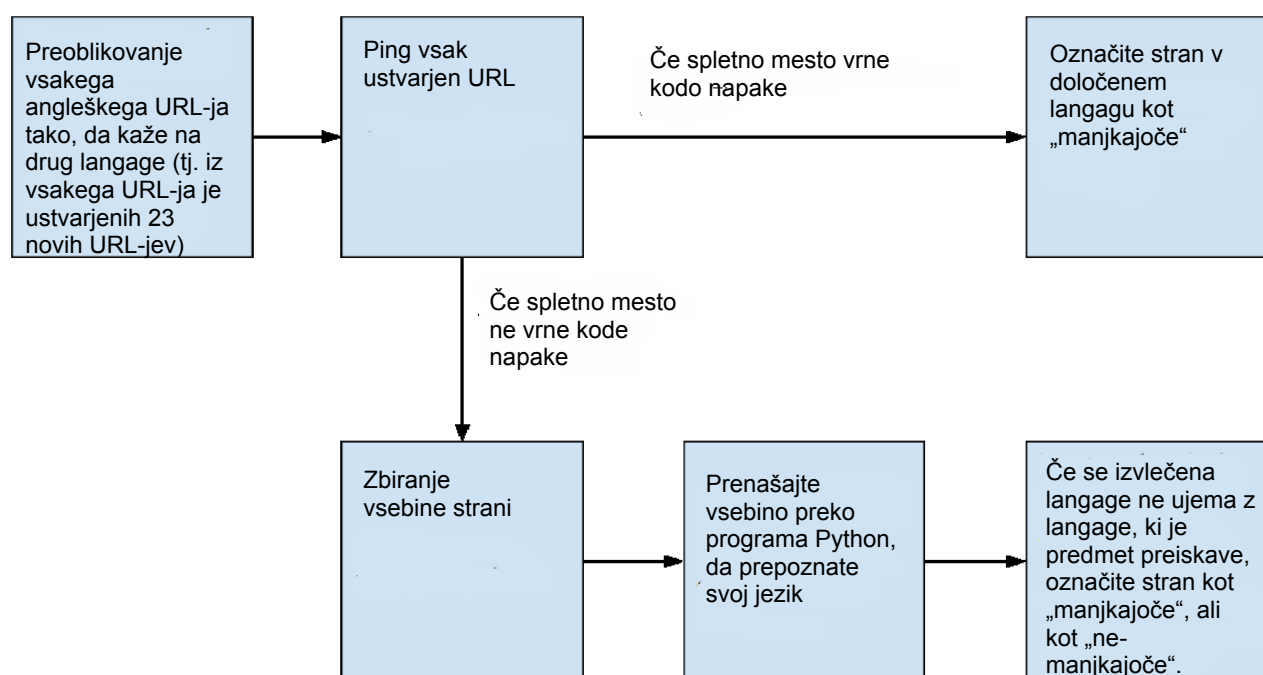 Preoblikovanje
vsakega
angleškega URL-ja
tako, da kaže na
drug langage (tj. iz
vsakega URL-ja je
ustvarjenih 23
novih URL-jev)
Ping vsak
ustvarjen URL
Če spletno mesto vrne
kodo napake
Označite stran v
določenem
langagu kot
„manjkajoče“
Če spletno mesto
ne vrne kode
napake
Zbiranje
vsebine strani
Prenašajte
vsebino preko
programa Python,
da prepoznate
svoj jezik
Če se izvlečena
langage ne ujema z
langage, ki je
predmet preiskave,
označite stran kot
„manjkajoče“, ali
kot „ne-
manjkajoče“.